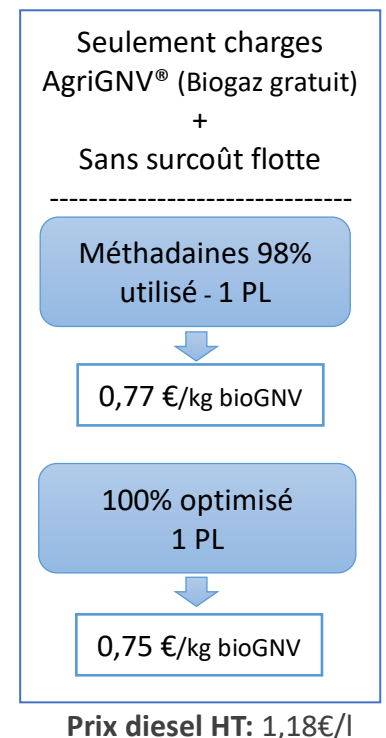 Seulement charges
AgriGNV® (Biogaz gratuit)
+
Sans surcoût flotte
-------------------------------
Méthadaines 98%
utilisé - 1 PL
0,77 €/kg bioGNV
100% optimisé
1 PL
0,75 €/kg bioGNV
Prix diesel HT: 1,18€/l